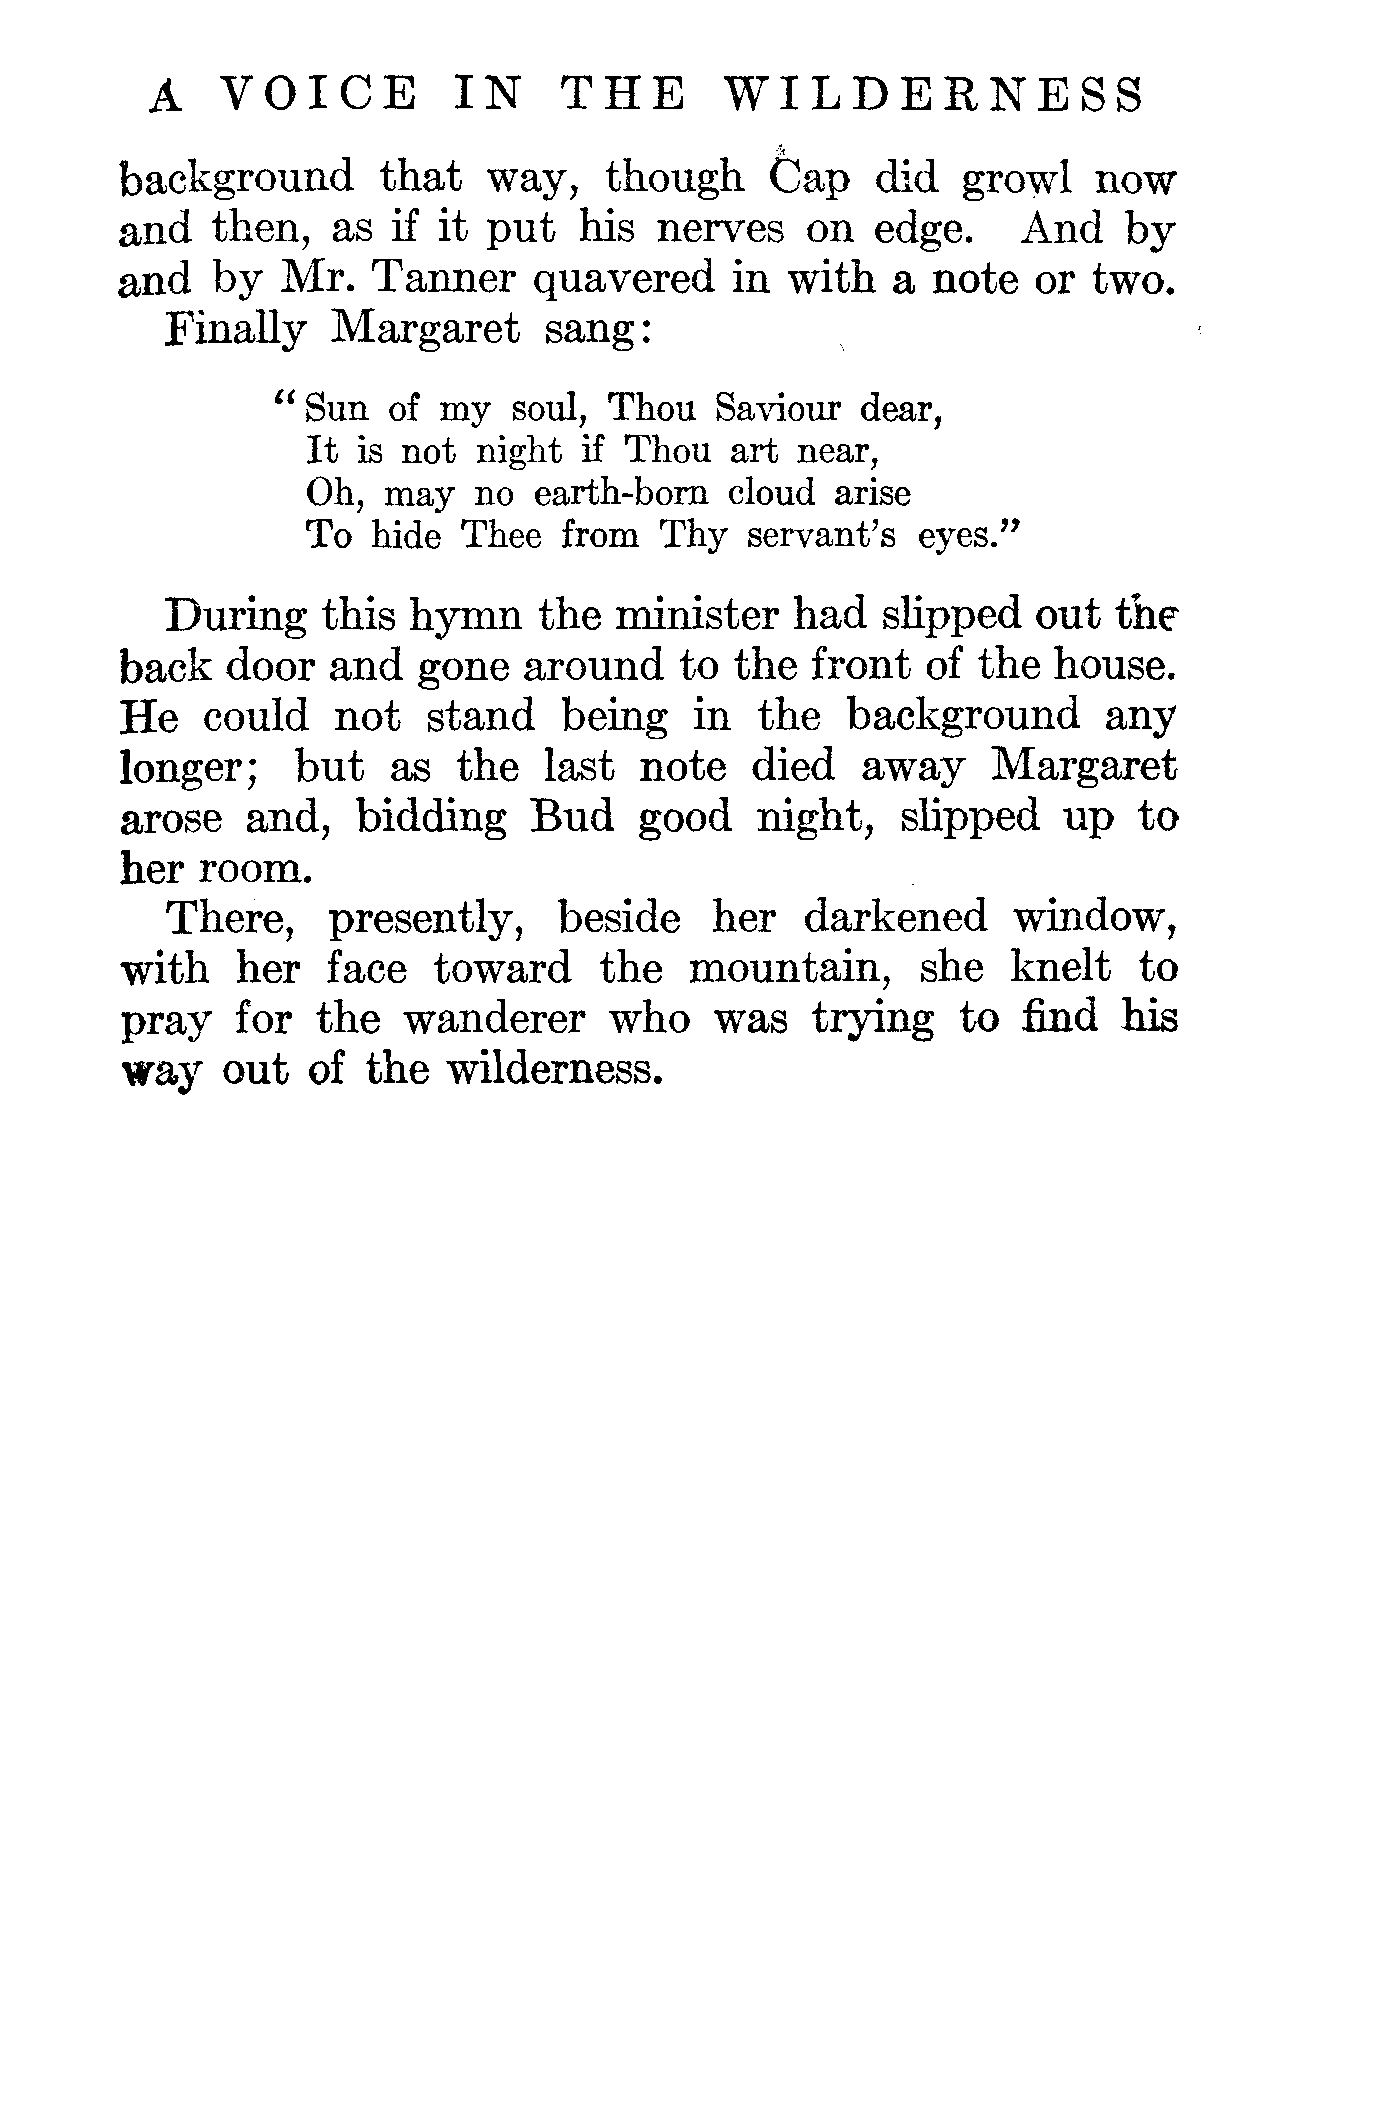 A VOICE IN THE WILDERNESS
background that way, though Cap did growl now
and then, as if it put his nerves on edge. And by
and by Mr. Tanner quavered in with a note or two.
Finally Margaret sang:
“Sun of my soul, Thou Saviour dear,
It is not night if Thou art near,
Oh, may no earth-born cloud arise
To hide Thee from Thy servant’s eyes.”
During this hymn the minister had slipped out the
back door and gone around to the front of the house.
He could not stand being in the background any
longer; but as the last note died away Margaret
arose and, bidding Bud good night, slipped up to
her room.
There, presently, beside her darkened window,
with her face toward the mountain, she knelt to
pray for the wanderer who was trying to find his
way out of the wilderness.